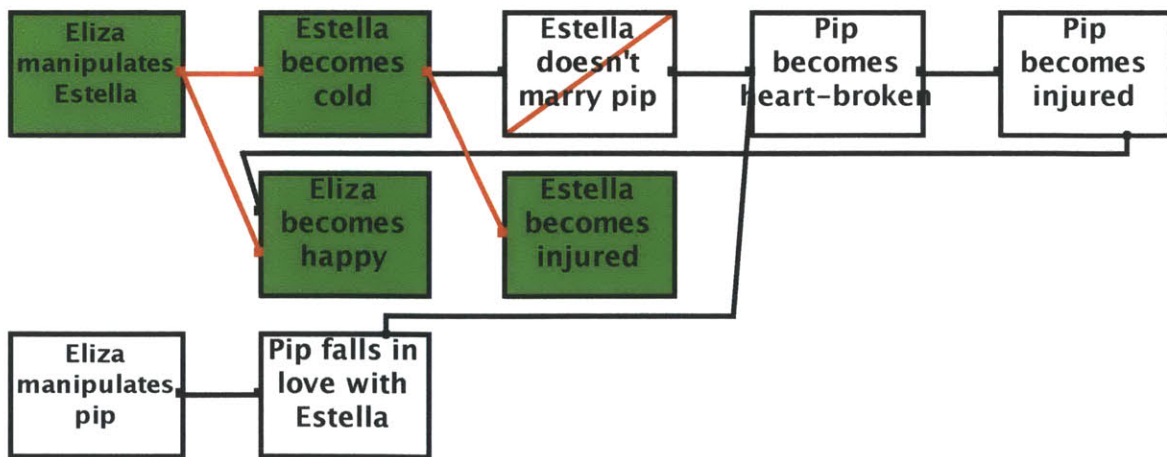 Eliza
manipulates
Estella
Estella
becomes
cold
Estella
doesn't
marry pip
Pip
becomes
heart-broken
Pip
becomes
injured
Eliza
becomes
happy
Estella
becomes
injured
Eliza
manipulates
pip
Pip falls in
love with
Estella